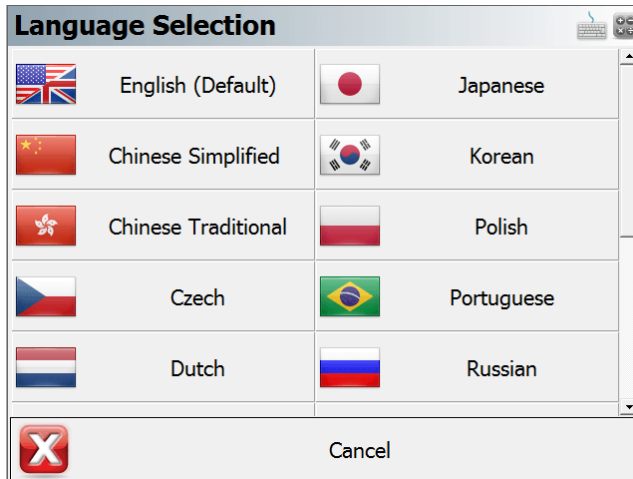 Language Selection
English (Default)
Japanese
Chinese Simplified
Korean
Chinese Traditional
Polish
Czech
Portuguese
Dutch
Russian
Cancel